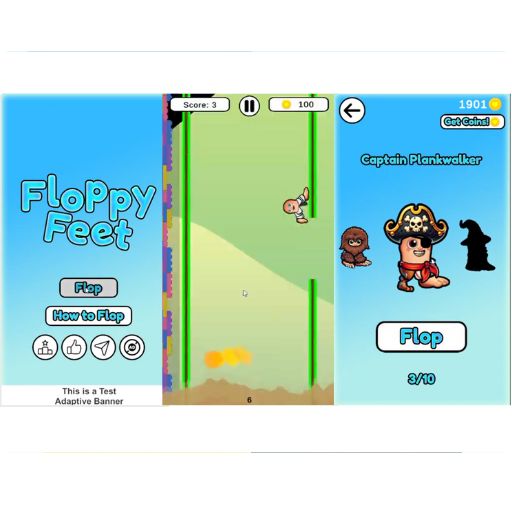 Floppy
Feet
Flop
How to Flop
This is a Test
Adaptive Banner
Score: 3
100
6
1901
Get Coins!
Captain Plankwalker
Flop
3/10